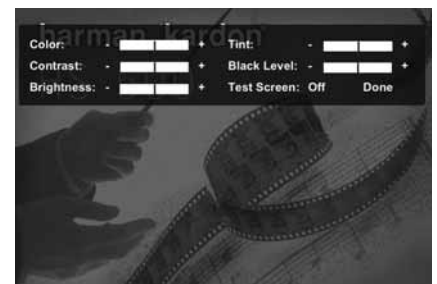 harman kardon
Color: - + Tint: - +
Contrast: - + Black Level: - +
Brightness: - + Test Screen: Off Done